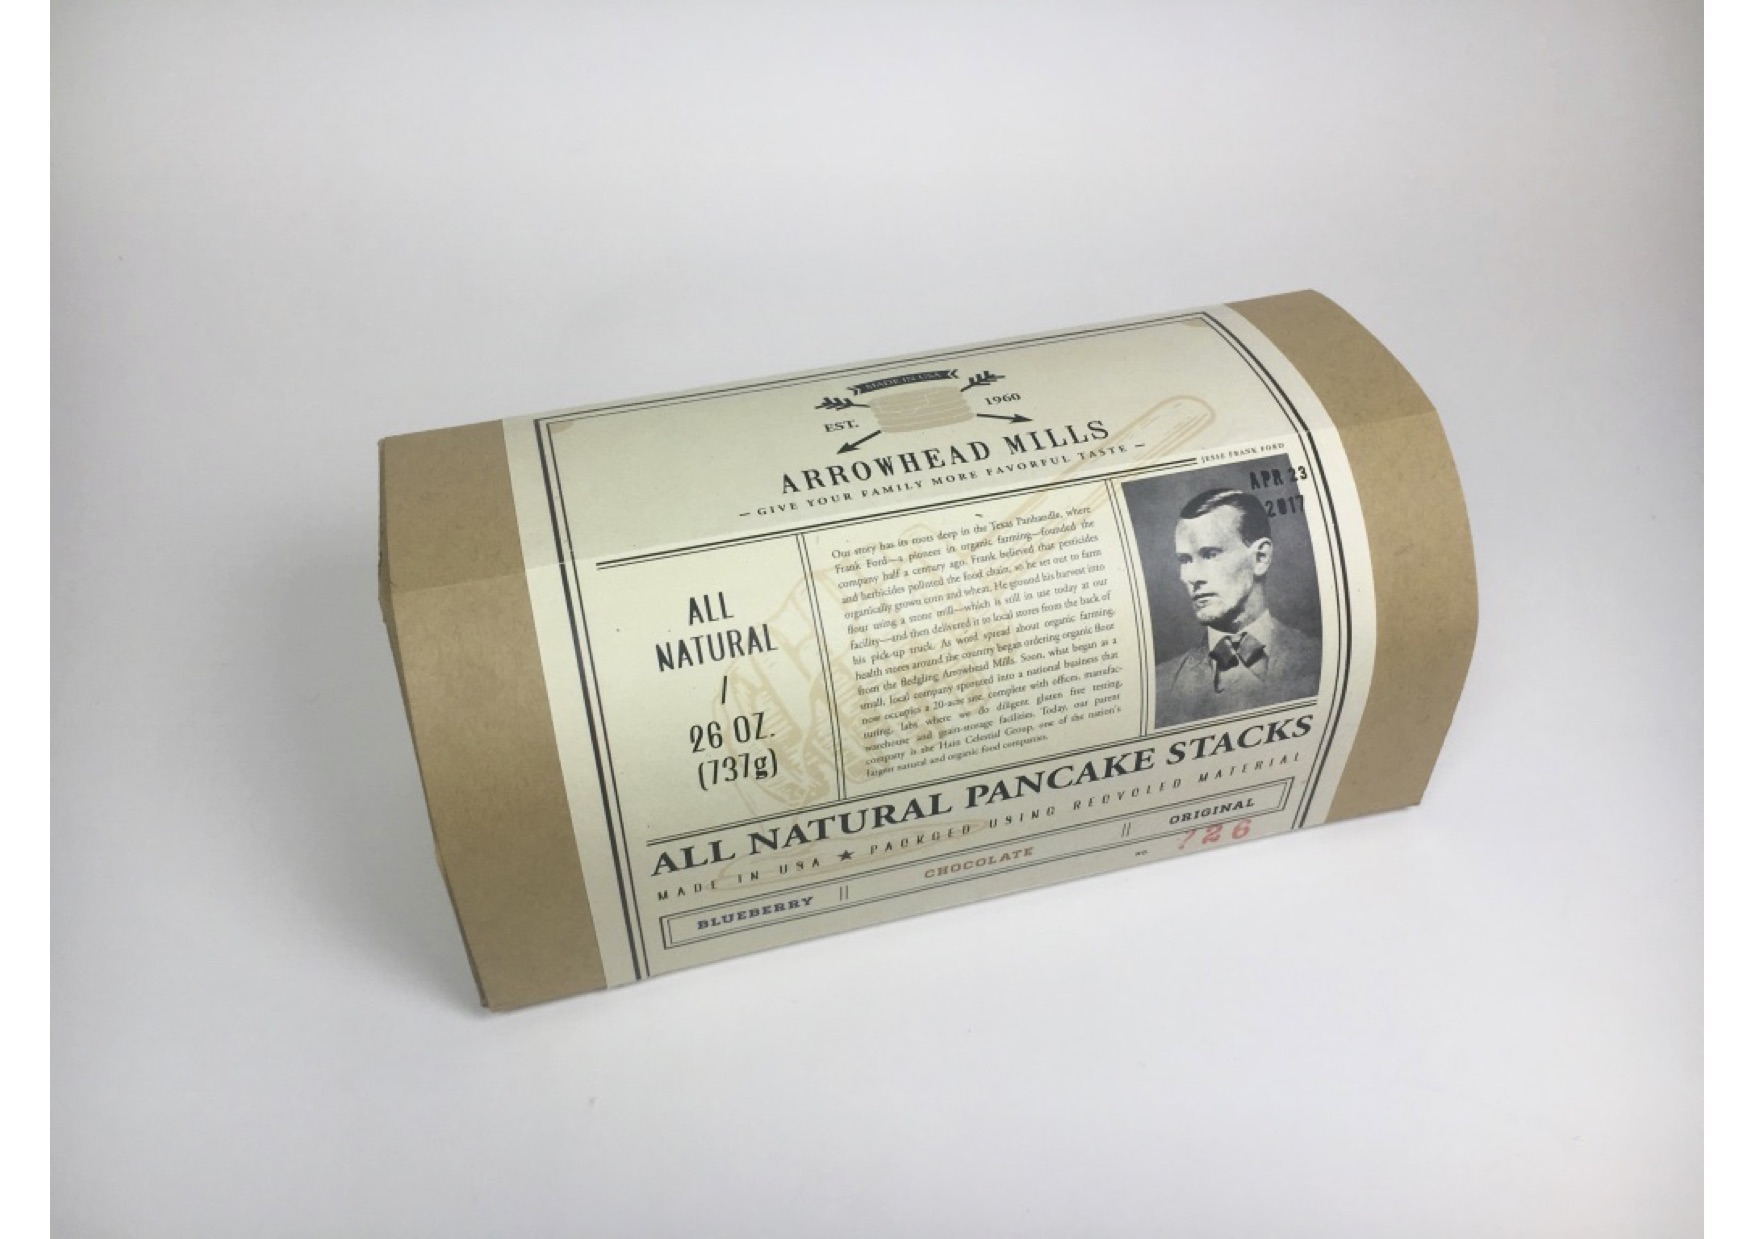 MADE IN USA
EST.
1960
ARROWHEAD MILLS
– GIVE YOUR FAMILY MORE FAVORFUL TASTE –
JESSE FRANK FORD
APR 23
2017
ALL
NATURAL
/
26 OZ.
(737g)
Our story has its roots deep in the Texas Panhandle, where
Frank Ford—a pioneer in organic farming—founded the
company half a century ago. Frank believed that pesticides
and herbicides polluted the food chain, so he set out to farm
organically grown corn and wheat. He ground his harvest into
flour using a stone mill—which is still in use today at our
facility—and then delivered it to local stores from the back of
his pick-up truck. As word spread about organic farming,
health stores around the country began ordering organic flour
from the fledgling Arrowhead Mills. Soon, what began as a
small, local company sprouted into a national business that
now occupies a 20-acre site, complete with offices, manufac-
turing, labs where we do diligent, gluten free testing,
warehouse and grain-storage facilities. Today, our parent
company is the Hain Celestial Group, one of the nation's
largest natural and organic food companies.
ALL NATURAL PANCAKE STACKS
MADE IN USA ★ PACKGED USING RECYCLED MATERIAL
BLUEBERRY || CHOCOLATE || ORIGINAL
NO. 726